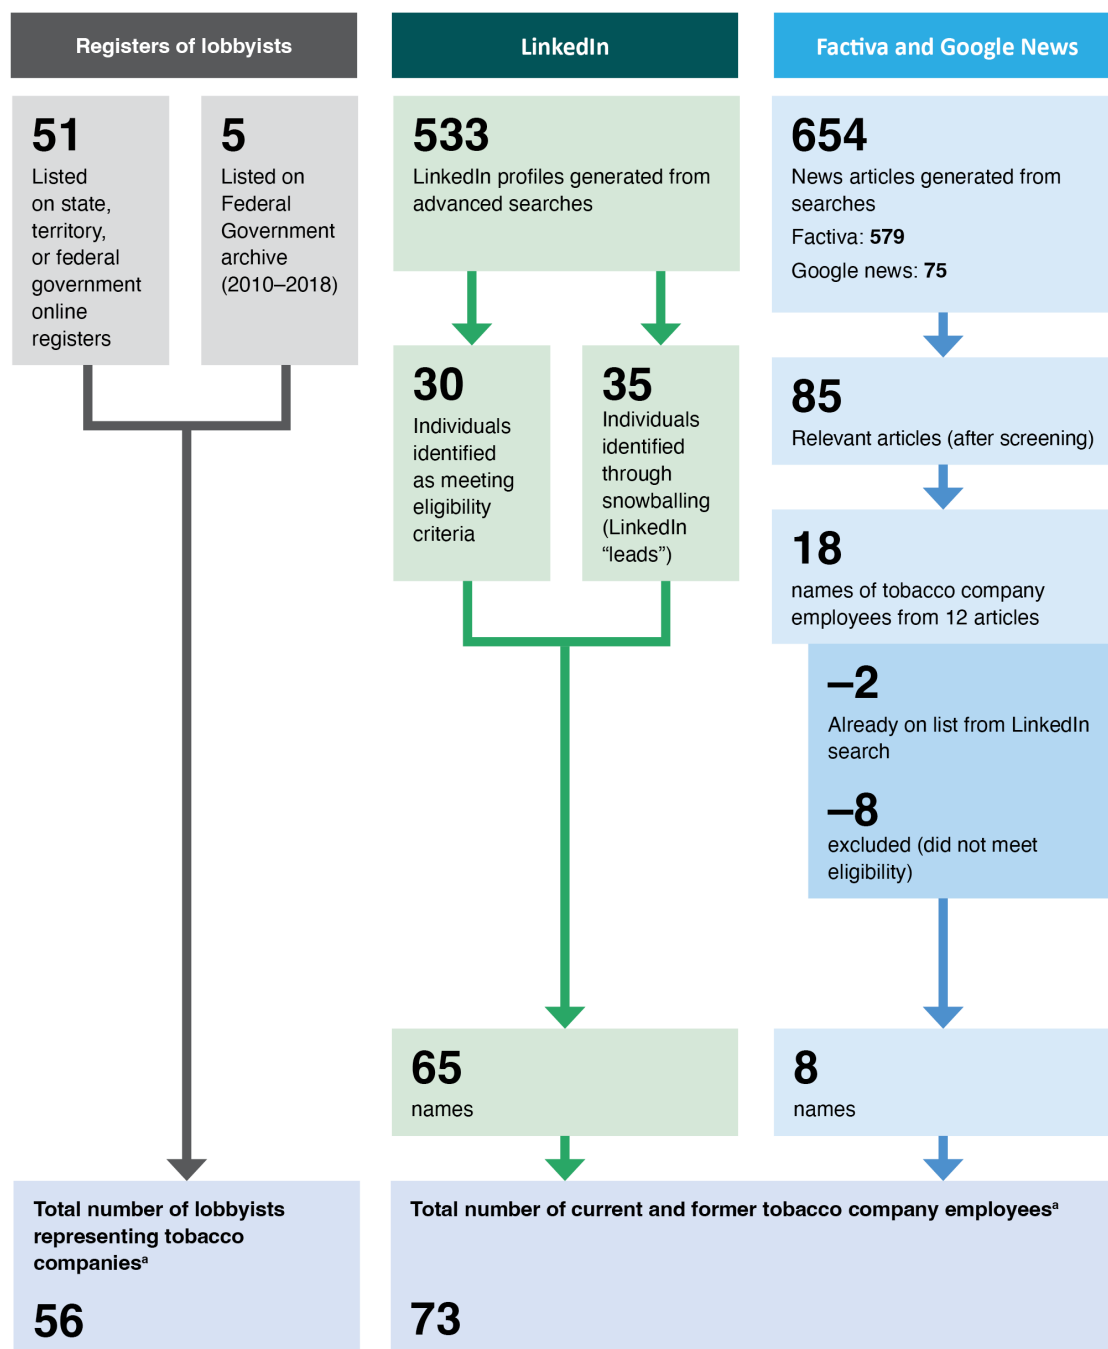 Registers of lobbyists
51
Listed
on state,
territory,
or federal
government
online
registers
5
Listed on
Federal
Government
archive
(2010–2018)
56
Total number of lobbyists
representing tobacco
companiesᵃ
LinkedIn
533
LinkedIn profiles generated from
advanced searches
30
Individuals
identified
as meeting
eligibility
criteria
35
Individuals
identified
through
snowballing
(LinkedIn
“leads”)
65
names
Factiva and Google News
654
News articles generated from
searches
Factiva: 579
Google news: 75
85
Relevant articles (after screening)
18
names of tobacco company
employees from 12 articles
–2
Already on list from LinkedIn
search
–8
excluded (did not meet
eligibility)
8
names
Total number of current and former tobacco company employeesᵃ
73